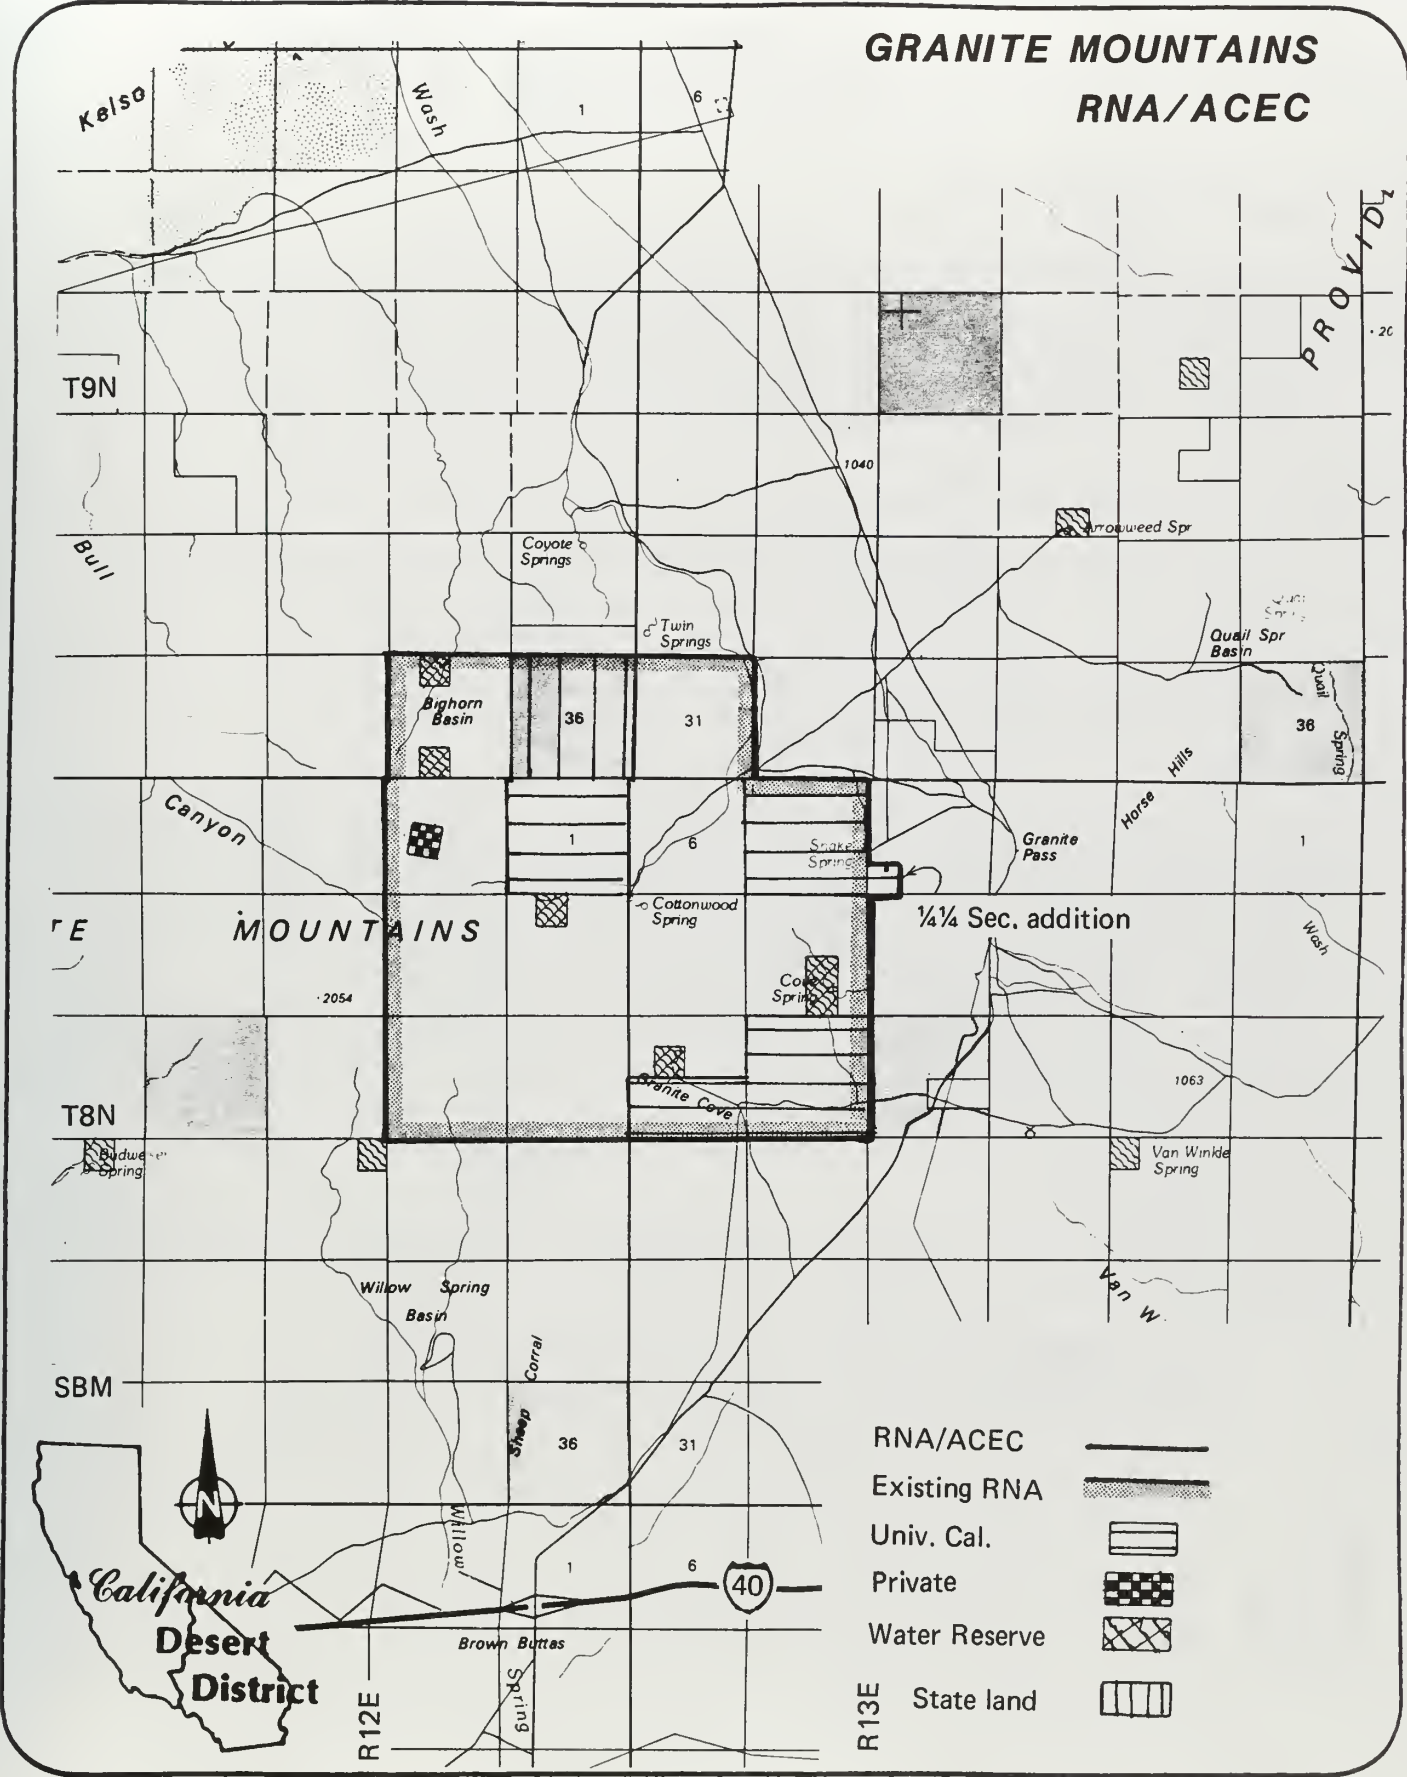 GRANITE MOUNTAINS
RNA/ACEC
Kelso
Wash
1
6
PROVID
T9N
1040
Arrowweed Spr
Bull
Coyote
Springs
Twin
Springs
Quail Spr
Basin
Quail
Spring
36
Bighorn
Basin
36
31
Horse Hills
Canyon
1
6
Snake
Spring
Granite
Pass
1
TE MOUNTAINS
Cottonwood
Spring
¼¼ Sec. addition
Wash
2054
Cove
Spring
T8N
Granite Cove
1063
Spring
Van Winkle
Spring
Willow Spring
Basin
Van W
SBM
Sheep Corral
36
31
Willow
1
6
40
Brown Buttas
Spring
N
California
Desert
District
R12E
R13E
RNA/ACEC
Existing RNA
Univ. Cal.
Private
Water Reserve
State land